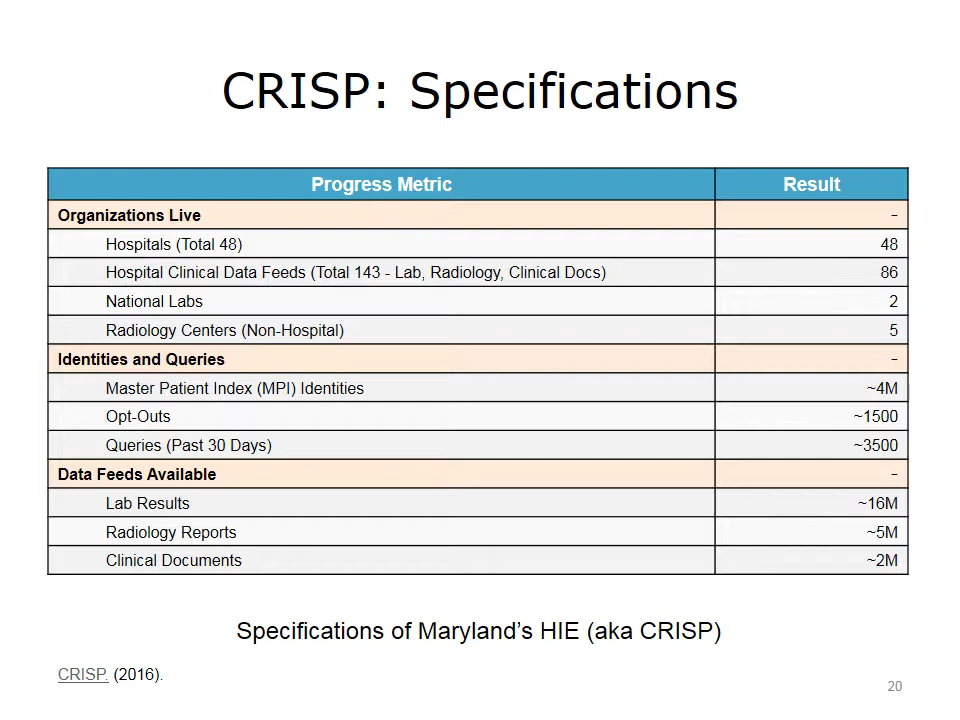 CRISP: Specifications
Progress Metric Result
Organizations Live -
Hospitals (Total 48) 48
Hospital Clinical Data Feeds (Total 143 - Lab, Radiology, Clinical Docs) 86
National Labs 2
Radiology Centers (Non-Hospital) 5
Identities and Queries -
Master Patient Index (MPI) Identities ~4M
Opt-Outs ~1500
Queries (Past 30 Days) ~3500
Data Feeds Available -
Lab Results ~16M
Radiology Reports ~5M
Clinical Documents ~2M
Specifications of Maryland’s HIE (aka CRISP)
CRISP. (2016).
20